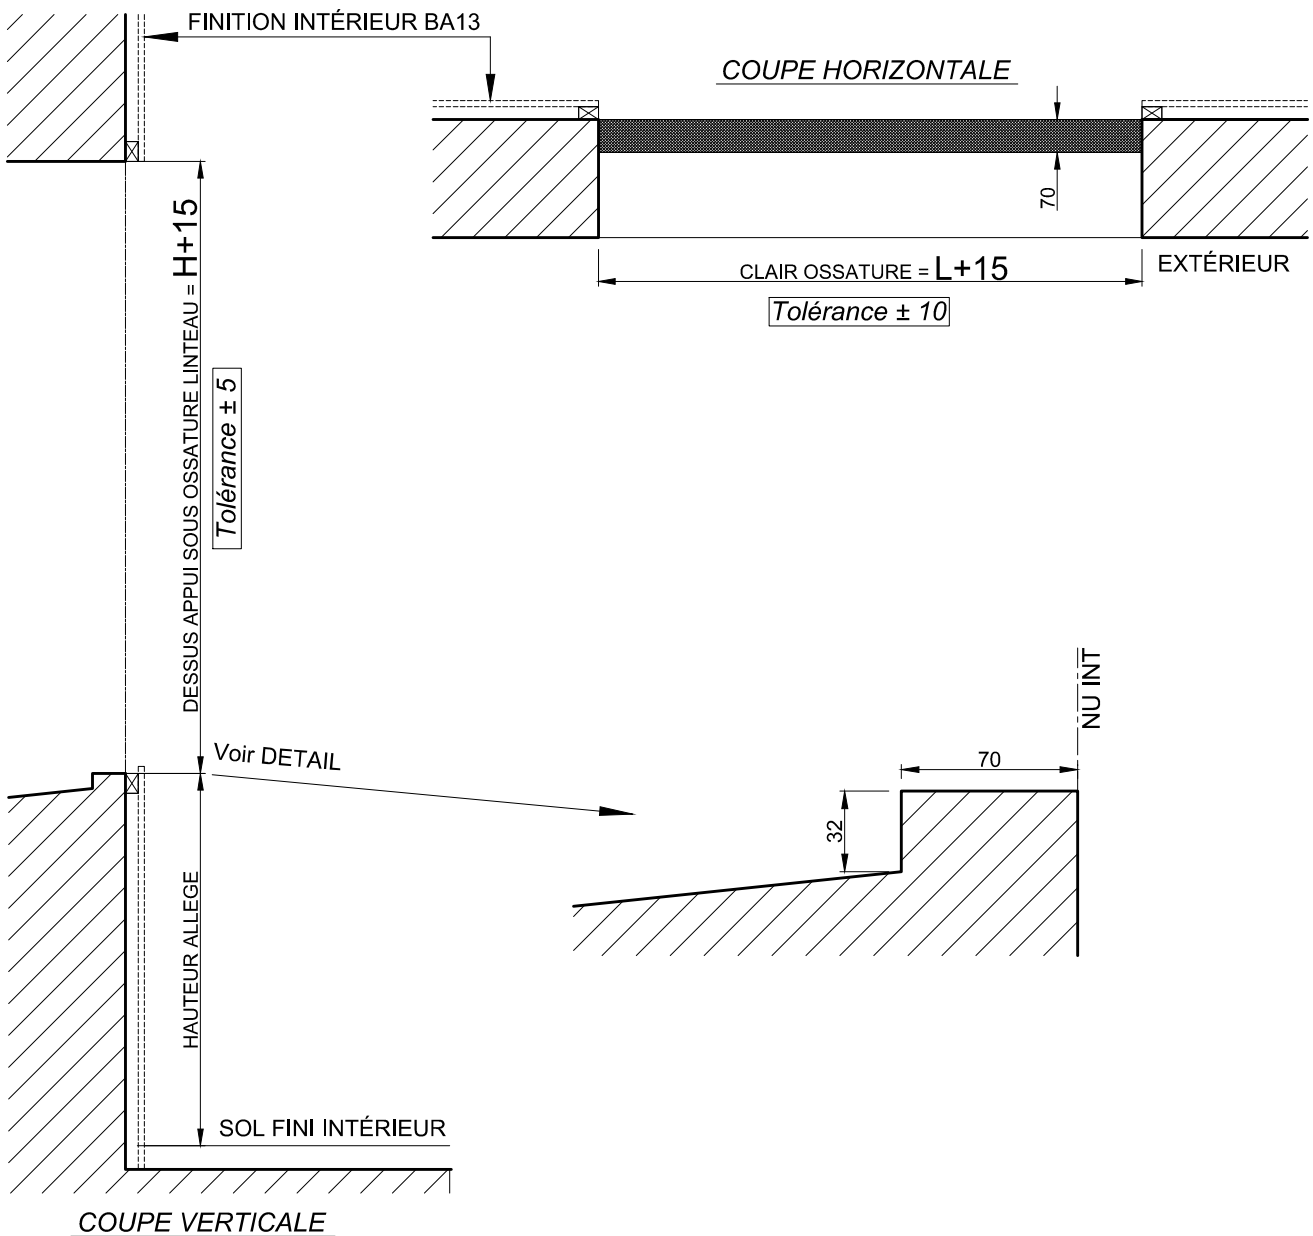 FINITION INTÉRIEUR BA13
COUPE HORIZONTALE
70
CLAIR OSSATURE = L+15
EXTÉRIEUR
Tolérance ± 10
DESSUS APPUI SOUS OSSATURE LINTEAU = H+15
Tolérance ± 5
Voir DETAIL
NU INT
70
32
HAUTEUR ALLEGE
SOL FINI INTÉRIEUR
COUPE VERTICALE